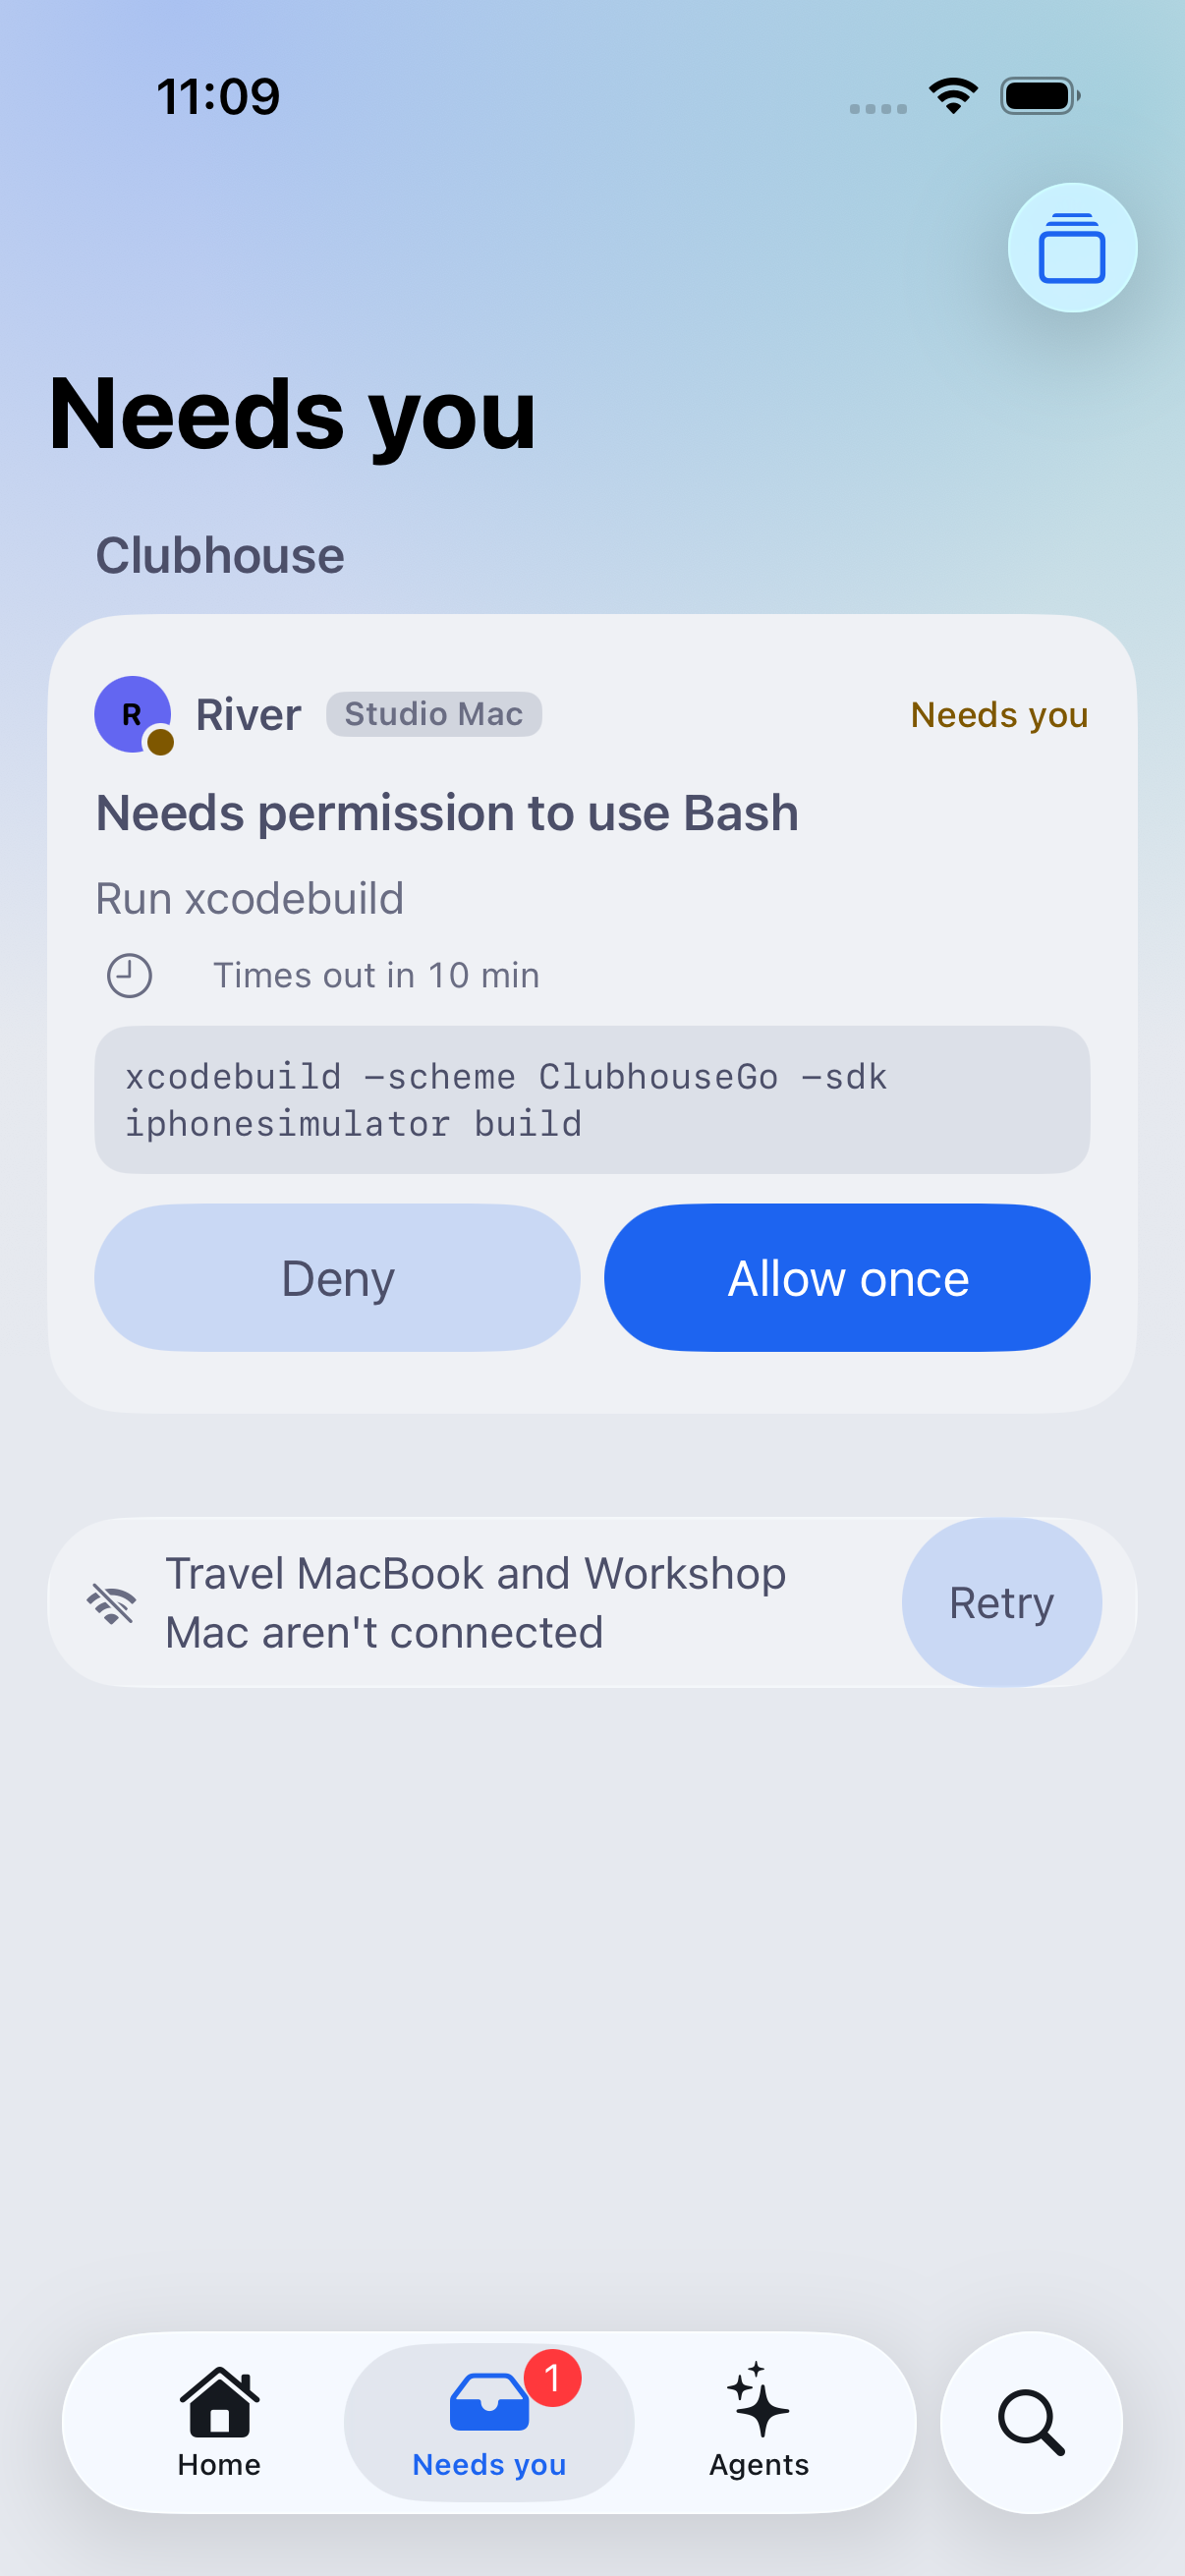 11:09
Needs you
Clubhouse
R River Studio Mac Needs you
Needs permission to use Bash
Run xcodebuild
Times out in 10 min
xcodebuild -scheme ClubhouseGo -sdk
iphonesimulator build
Deny Allow once
Travel MacBook and Workshop
Mac aren't connected
Retry
1
Home Needs you Agents